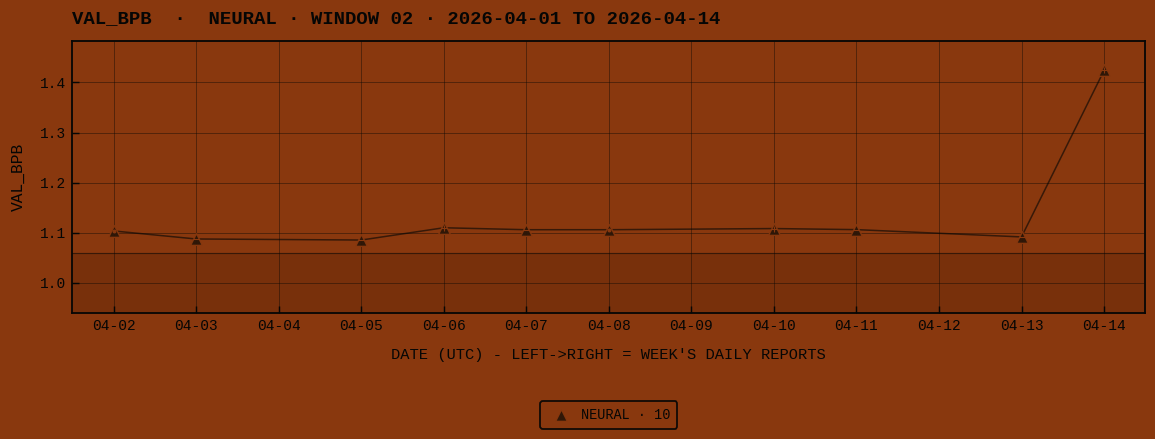 VAL_BPB · NEURAL · WINDOW 02 · 2026-04-01 TO 2026-04-14
VAL_BPB
1.4
1.3
1.2
1.1
1.0
04-02 04-03 04-04 04-05 04-06 04-07 04-08 04-09 04-10 04-11 04-12 04-13 04-14
DATE (UTC) - LEFT->RIGHT = WEEK'S DAILY REPORTS
NEURAL · 10